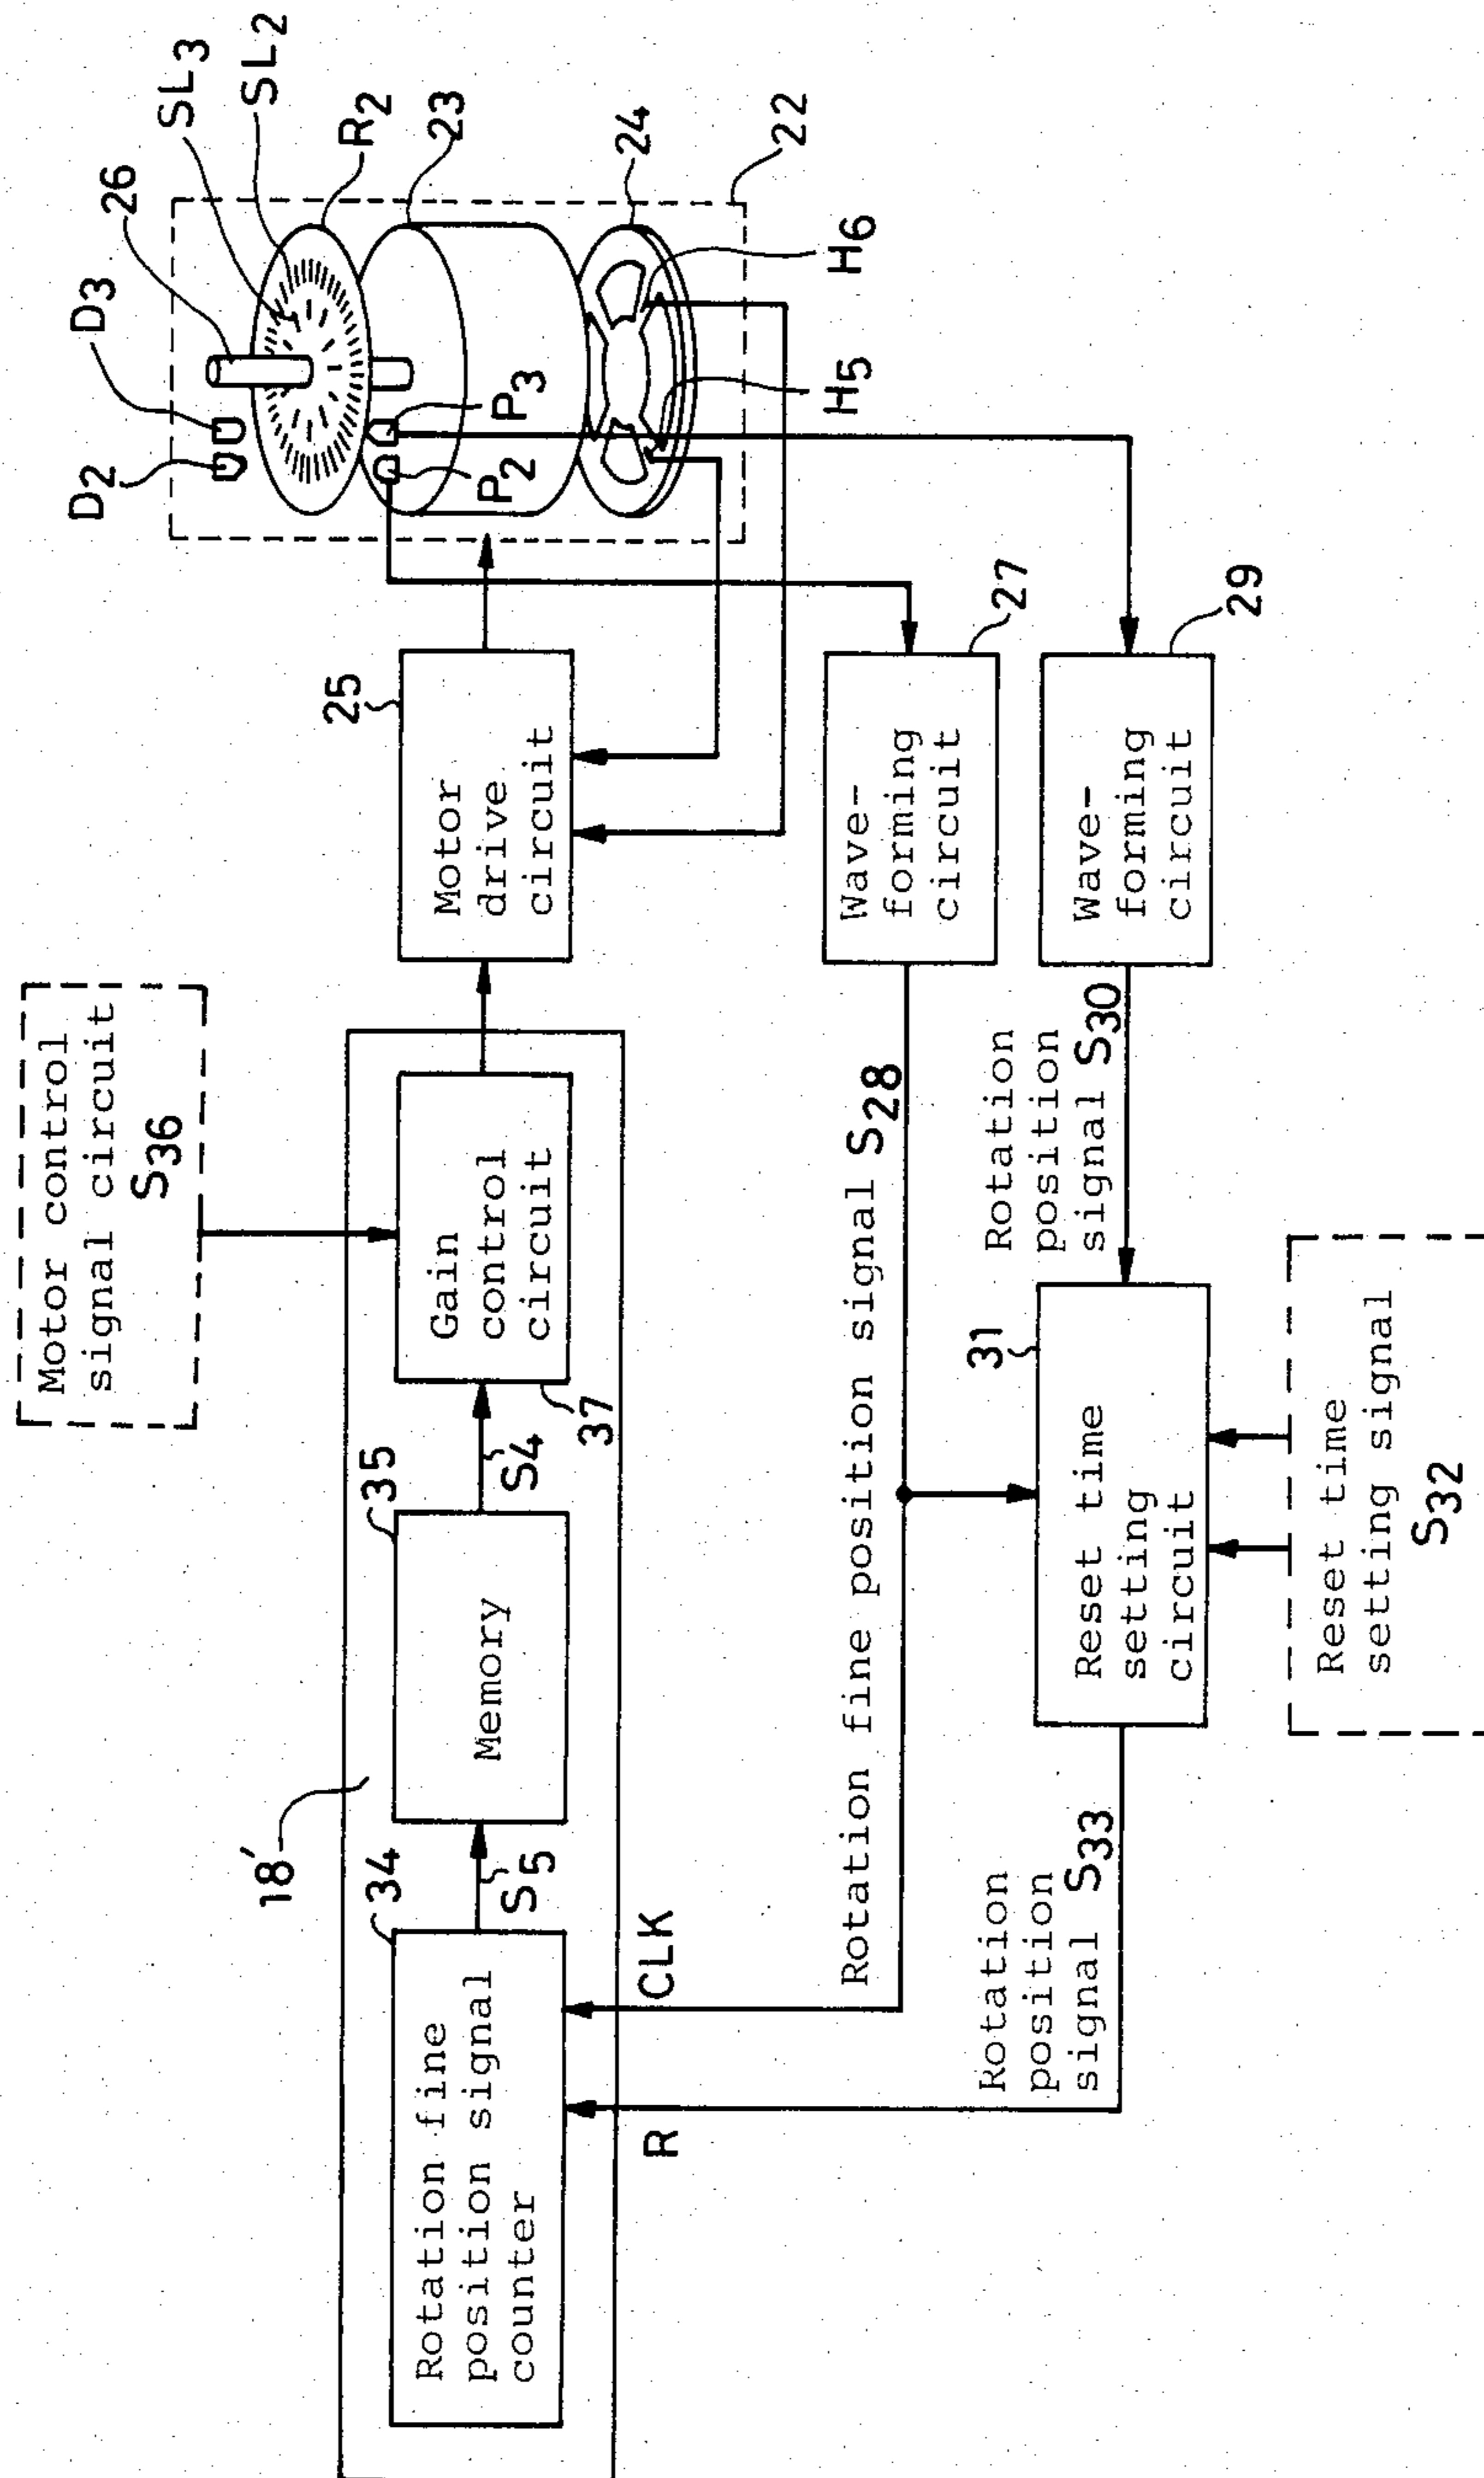 Motor control
signal circuit
S36
D2
D3
26
SL3
SL2
R2
23
24
22
P2
P3
H5
H6
18'
34
Rotation fine
position signal
counter
S5
35
Memory
S4
37
Gain
control
circuit
25
Motor
drive
circuit
R
CLK
Rotation fine position signal S28
27
Wave-
forming
circuit
Rotation
position
signal S33
31
Reset time
setting
circuit
Rotation
position
signal S30
29
Wave-
forming
circuit
Reset time
setting signal
S32